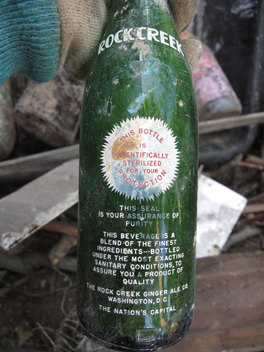 ROCK CREEK
THIS BOTTLE
IS
SCIENTIFICALLY
STERILIZED
FOR YOUR
PROTECTION
THIS SEAL
IS YOUR ASSURANCE OF
PURITY
THIS BEVERAGE IS A
BLEND OF THE FINEST
INGREDIENTS---BOTTLED
UNDER THE MOST EXACTING
SANITARY CONDITIONS, TO
ASSURE YOU A PRODUCT OF
QUALITY
THE ROCK CREEK GINGER ALE CO.
WASHINGTON, D.C.
THE NATION'S CAPITAL